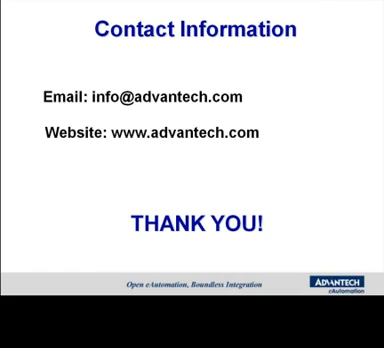 Contact Information
Email: info@advantech.com
Website: www.advantech.com
THANK YOU!
Open eAutomation, Boundless Integration
ADVANTECH
eAutomation